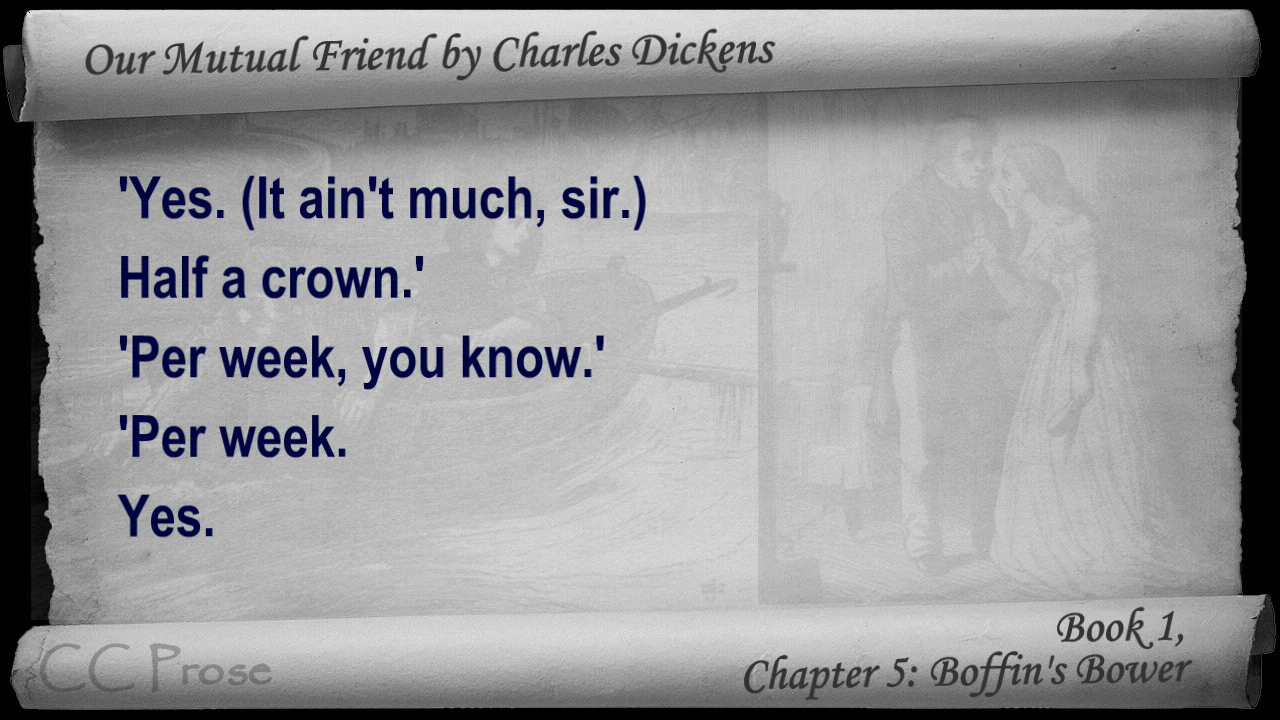 Our Mutual Friend by Charles Dickens
'Yes. (It ain't much, sir.)
Half a crown.'
'Per week, you know.'
'Per week.
Yes.
CC Prose
Book 1,
Chapter 5: Boffin's Bower